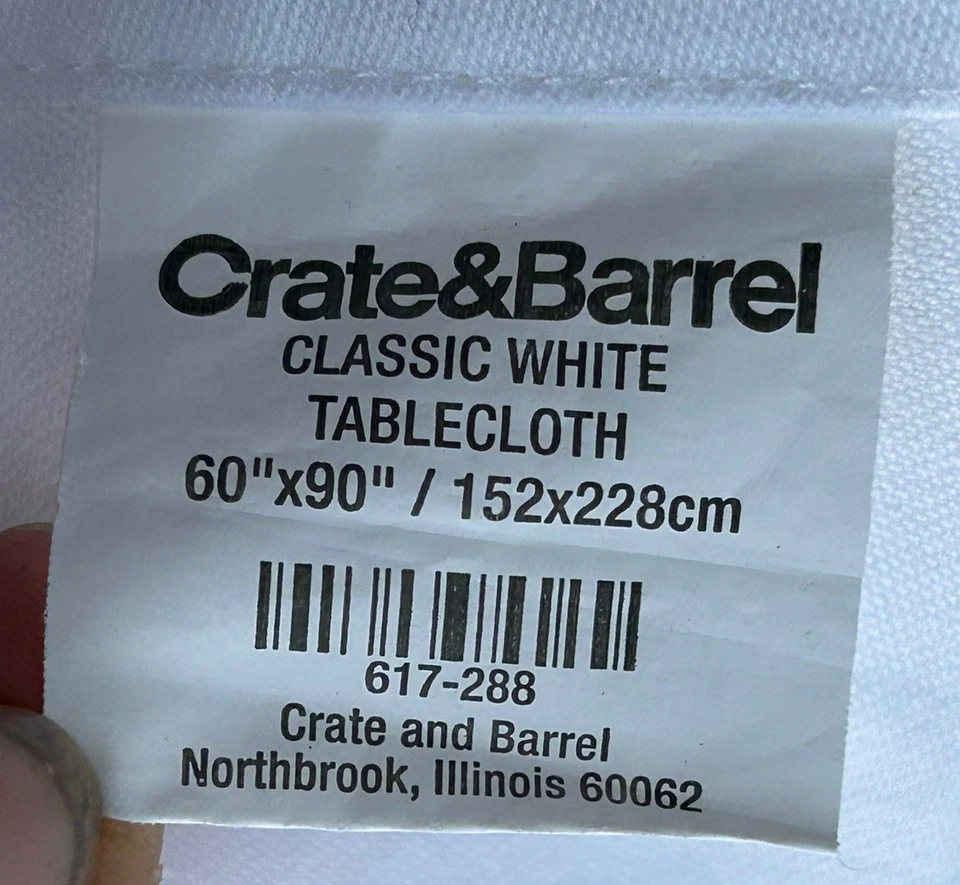 Crate&Barrel
CLASSIC WHITE
TABLECLOTH
60"x90" / 152x228cm
617-288
Crate and Barrel
Northbrook, Illinois 60062